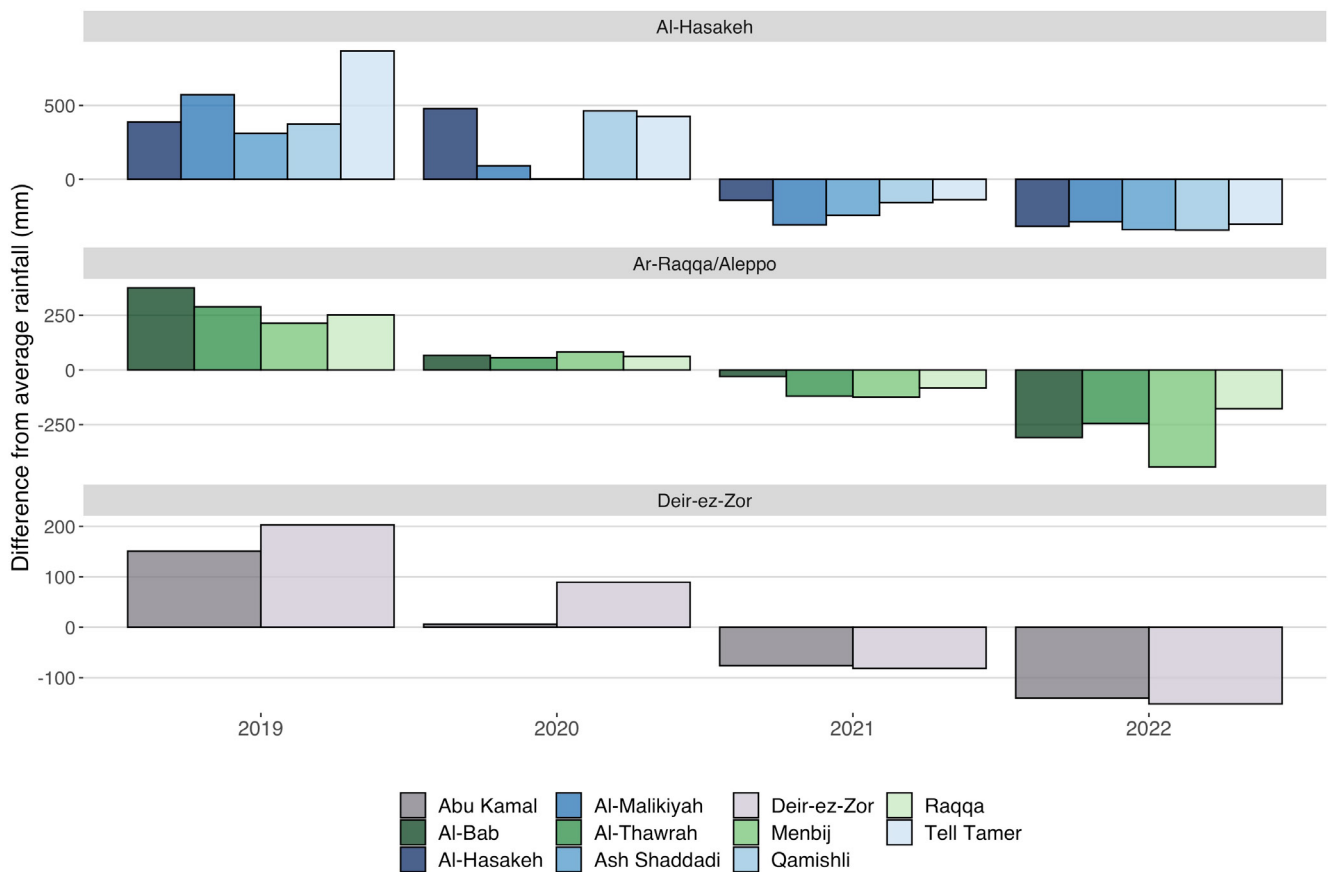 Al-Hasakeh
500
0
Difference from average rainfall (mm)
Ar-Raqqa/Aleppo
250
0
-250
Deir-ez-Zor
200
100
0
-100
2019 2020 2021 2022
Abu Kamal Al-Malikiyah Deir-ez-Zor Raqqa
Al-Bab Al-Thawrah Menbij Tell Tamer
Al-Hasakeh Ash Shaddadi Qamishli